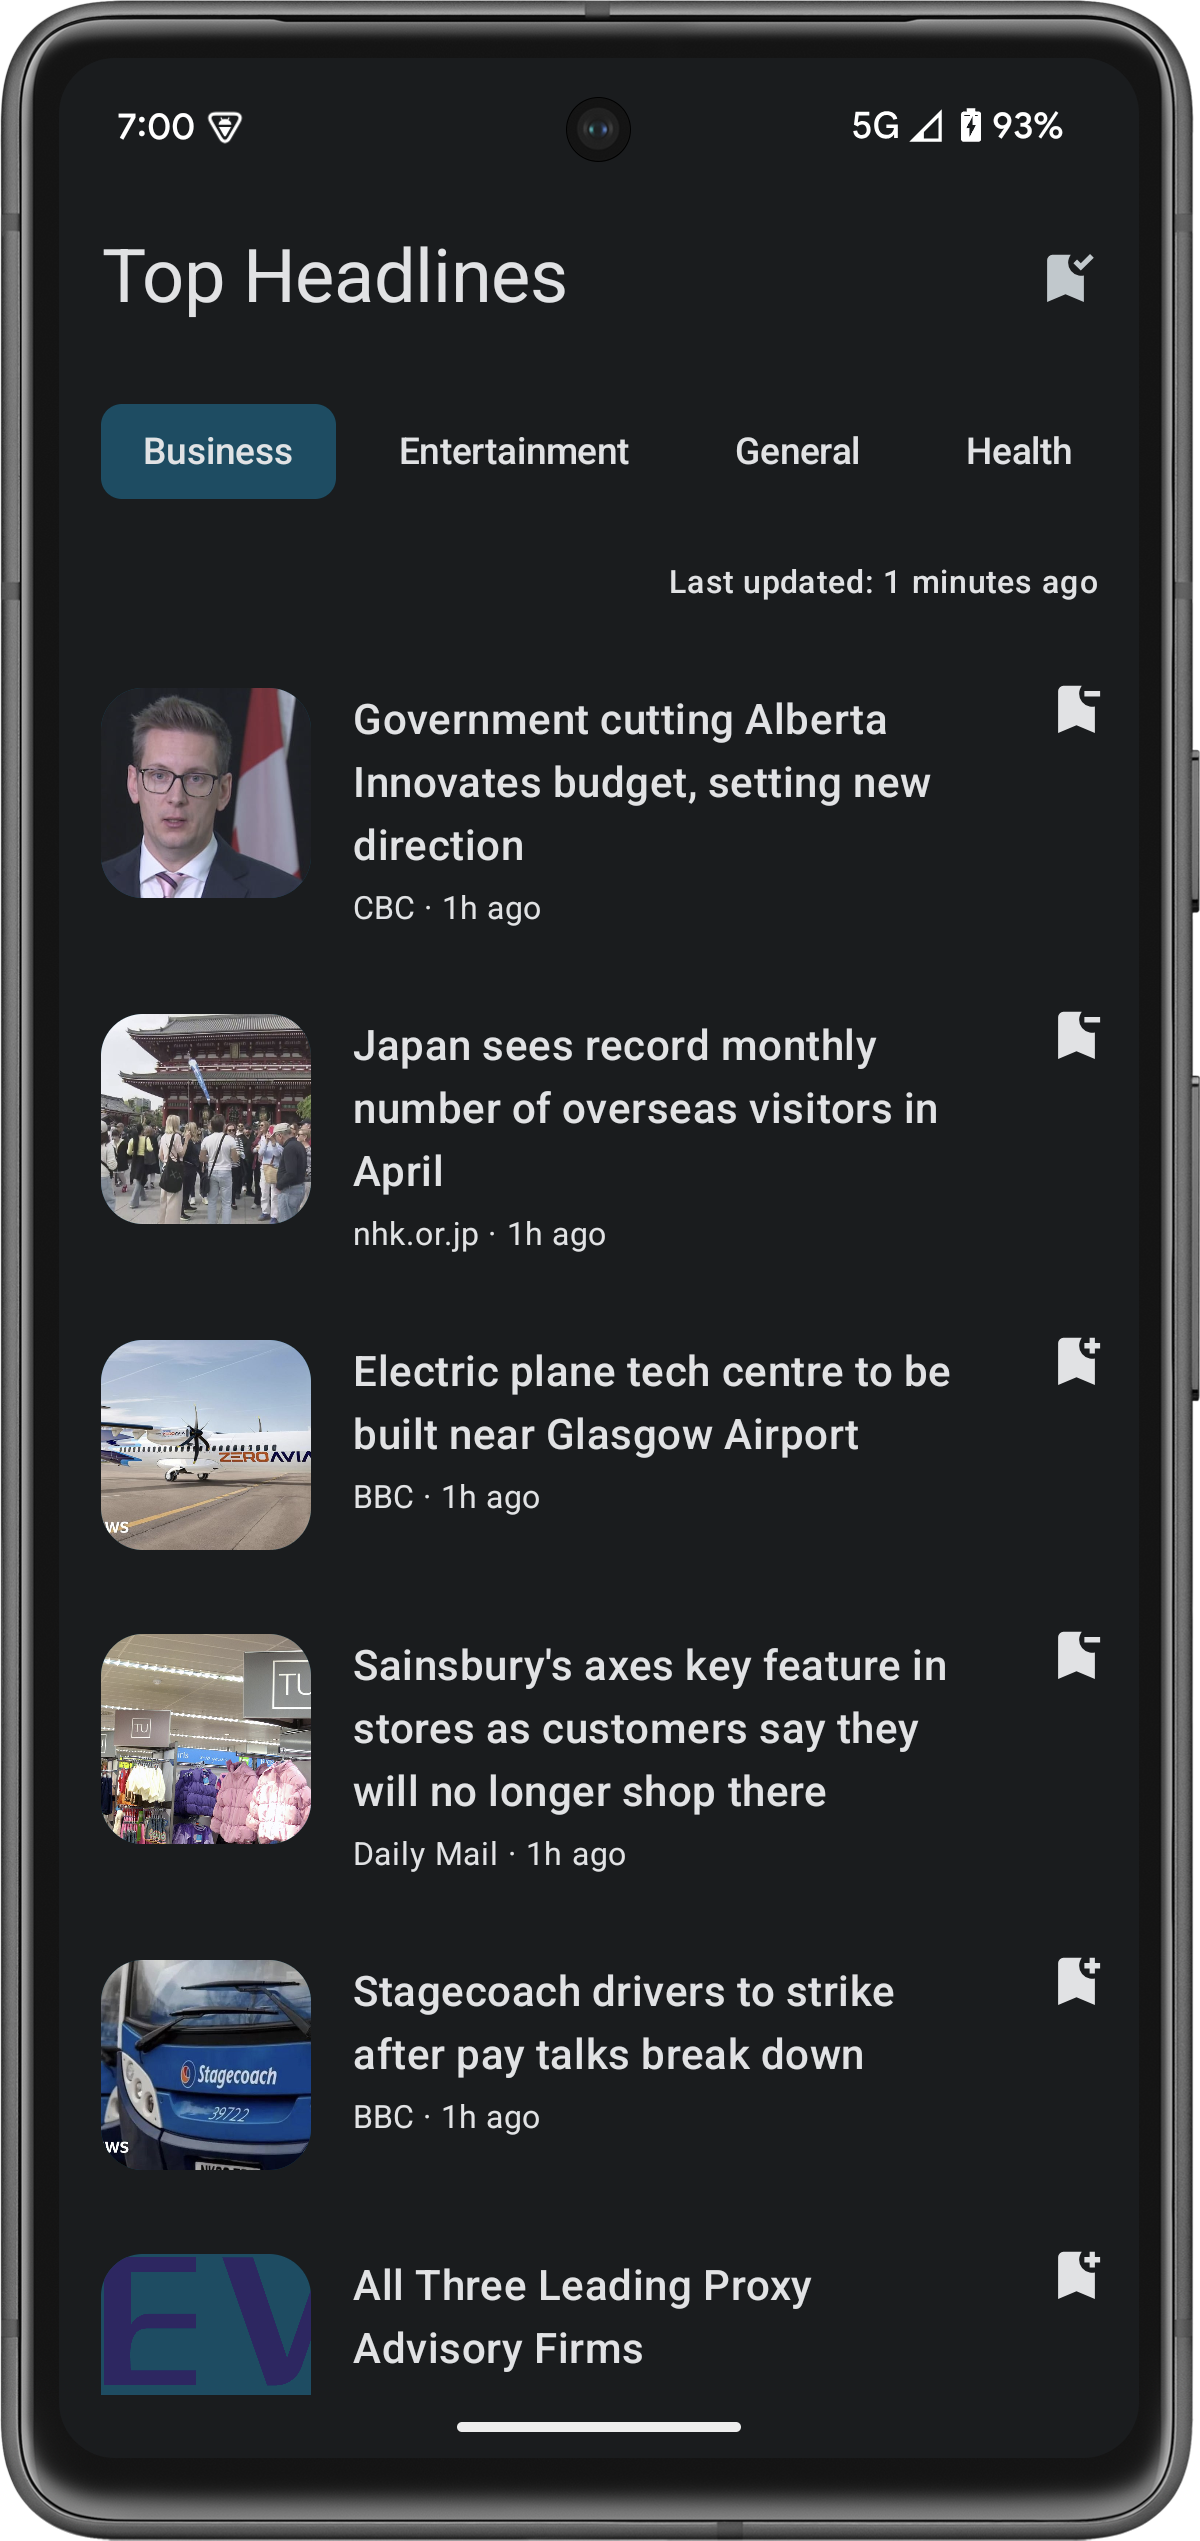 7:00 5G 93%
Top Headlines
Business Entertainment General Health
Last updated: 1 minutes ago
Government cutting Alberta
Innovates budget, setting new
direction
CBC · 1h ago
Japan sees record monthly
number of overseas visitors in
April
nhk.or.jp · 1h ago
ZEROAVIA
WS
Electric plane tech centre to be
built near Glasgow Airport
BBC · 1h ago
TU
TU
Sainsbury's axes key feature in
stores as customers say they
will no longer shop there
Daily Mail · 1h ago
Stagecoach
39722
WS
Stagecoach drivers to strike
after pay talks break down
BBC · 1h ago
EV
All Three Leading Proxy
Advisory Firms